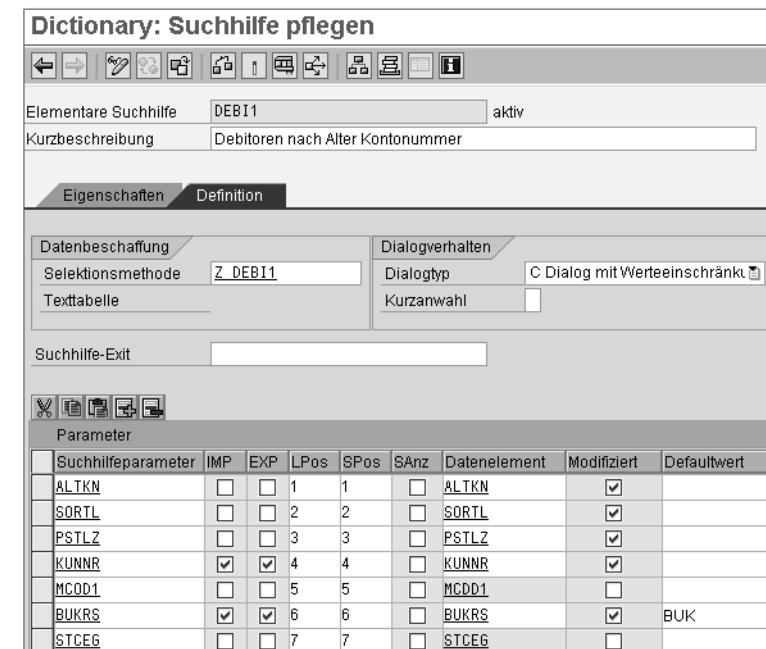 Dictionary: Suchhilfe pflegen
Elementare Suchhilfe DEBI1 aktiv
Kurzbeschreibung Debitoren nach Alter Kontonummer
Eigenschaften Definition
Datenbeschaffung Dialogverhalten
Selektionsmethode Z_DEBI1 Dialogtyp C Dialog mit Werteeinschränku
Texttabelle Kurzanwahl
Suchhilfe-Exit
Parameter
Suchhilfeparameter IMP EXP LPos SPos SAnz Datenelement Modifiziert Defaultwert
ALTKN 1 1 ALTKN
SORTL 2 2 SORTL
PSTLZ 3 3 PSTLZ
KUNNR 4 4 KUNNR
MCOD1 5 5 MCDD1
BUKRS 6 6 BUKRS BUK
STCEG 7 7 STCEG